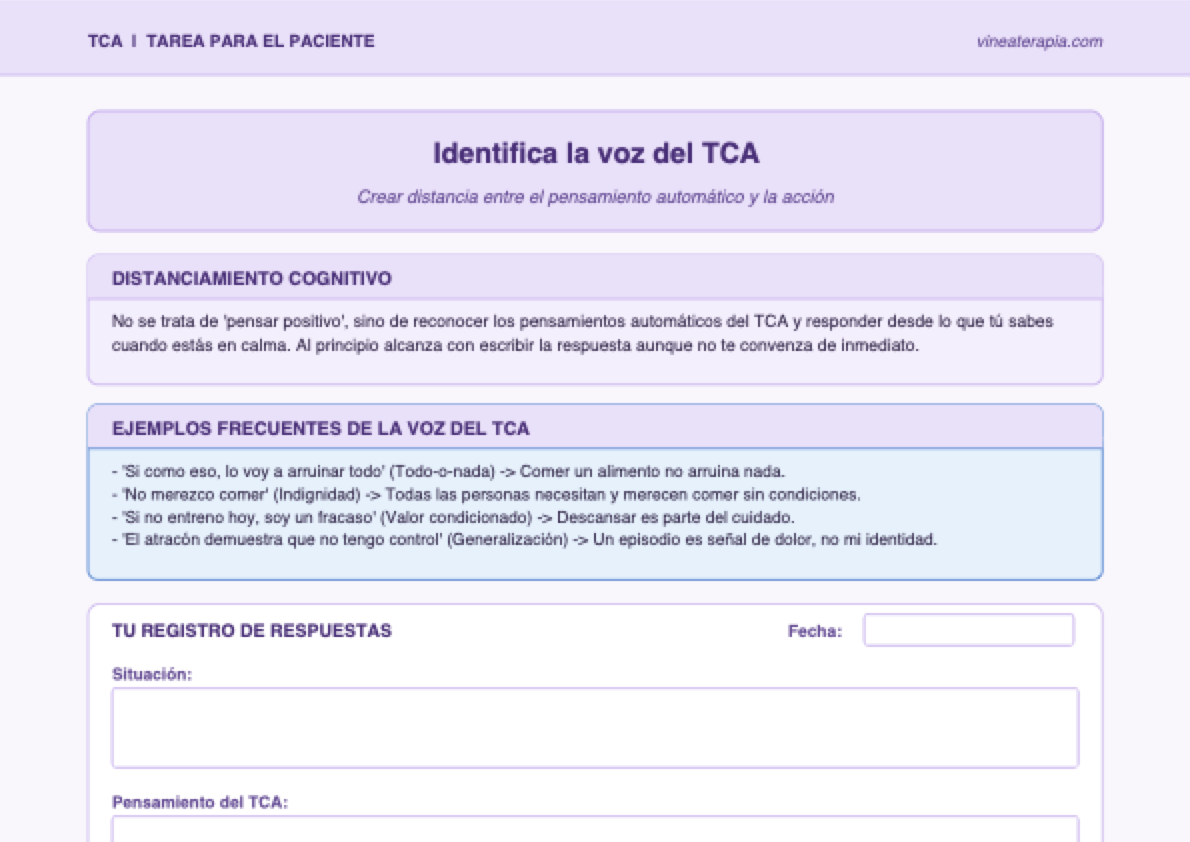 TCA | TAREA PARA EL PACIENTE
vineaterapia.com
Identifica la voz del TCA
Crear distancia entre el pensamiento automático y la acción
DISTANCIAMIENTO COGNITIVO
No se trata de 'pensar positivo', sino de reconocer los pensamientos automáticos del TCA y responder desde lo que tú sabes
cuando estás en calma. Al principio alcanza con escribir la respuesta aunque no te convenza de inmediato.
EJEMPLOS FRECUENTES DE LA VOZ DEL TCA
- 'Si como eso, lo voy a arruinar todo' (Todo-o-nada) -> Comer un alimento no arruina nada.
- 'No merezco comer' (Indignidad) -> Todas las personas necesitan y merecen comer sin condiciones.
- 'Si no entreno hoy, soy un fracaso' (Valor condicionado) -> Descansar es parte del cuidado.
- 'El atracón demuestra que no tengo control' (Generalización) -> Un episodio es señal de dolor, no mi identidad.
TU REGISTRO DE RESPUESTAS
Fecha:
Situación:
Pensamiento del TCA: